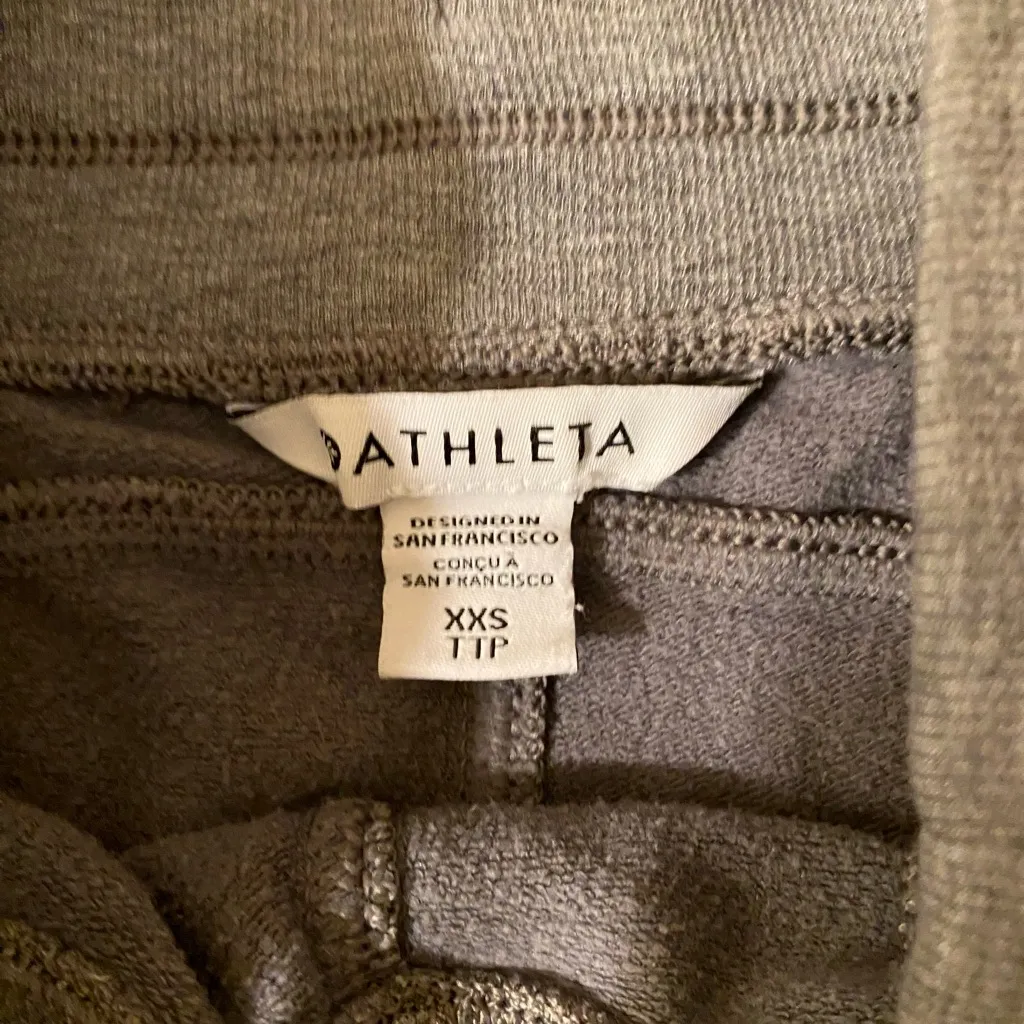 ATHLETA
DESIGNED IN
SAN FRANCISCO
CONÇU À
SAN FRANCISCO
XXS
TTP